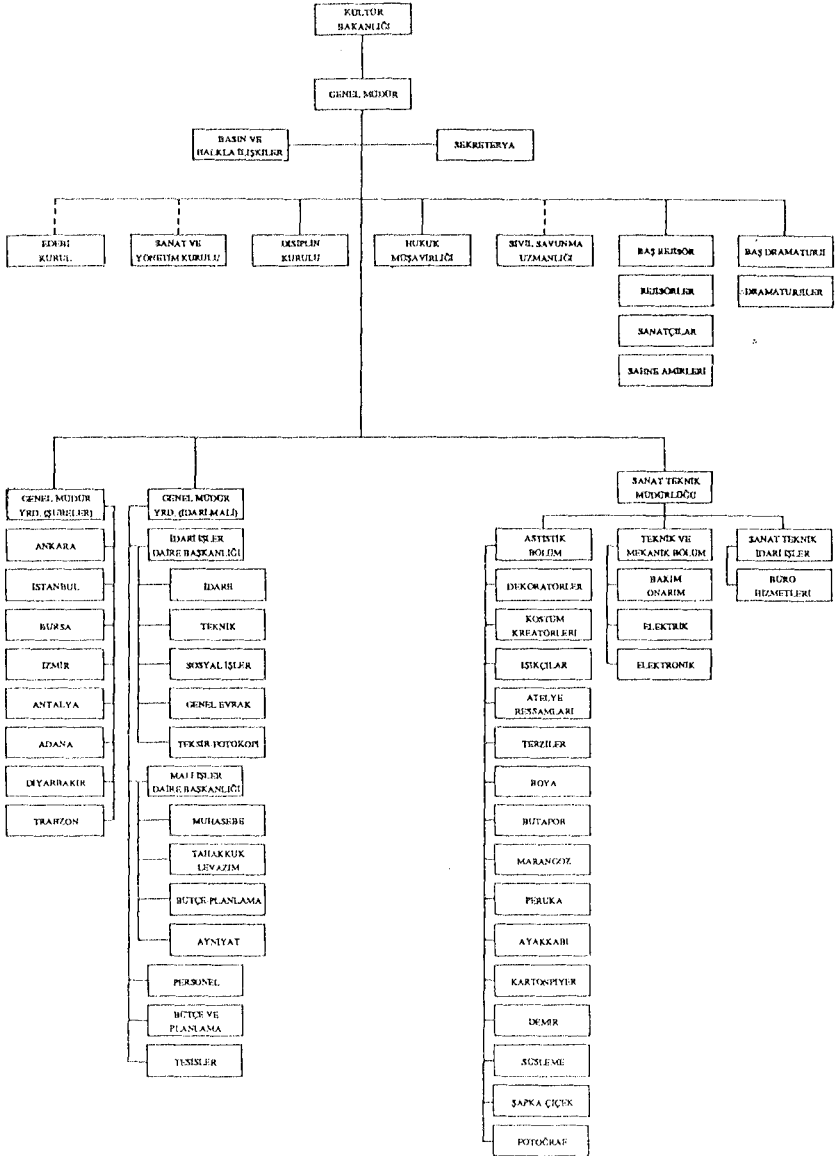 KÜLTÜR
BAKANLIĞI
GENEL MÜDÜR
BASIN VE
HALKLA İLİŞKİLER
SEKRETERYA
EDEBİ
KURUL
SANAT VE
YÖNETİM KURULU
DİSİPLİN
KURULU
HUKUK
MÜŞAVİRLİĞİ
SİVİL SAVUNMA
UZMANLIĞI
BAŞ REJİSÖR
REJİSÖRLER
SANATÇILAR
SAHNE AMİRLERİ
BAŞ DRAMATURJİ
DRAMATURJİLER
GENEL MÜDÜR
YRD. (ŞUBELER)
ANKARA
İSTANBUL
BURSA
İZMİR
ANTALYA
ADANA
DİYARBAKIR
TRABZON
GENEL MÜDÜR
YRD. (İDARİ MALİ)
İDARİ İŞLER
DAİRE BAŞKANLIĞI
İDARE
TEKNİK
SOSYAL İŞLER
GENEL EVRAK
TEKSİR-FOTOKOPİ
MALİ İŞLER
DAİRE BAŞKANLIĞI
MUHASEBE
TAHAKKUK
LEVAZIM
BÜTÇE-PLANLAMA
AYNİYAT
PERSONEL
BÜTÇE VE
PLANLAMA
TESİSLER
SANAT TEKNİK
MÜDÜRLÜĞÜ
ASTİSTİK
BÖLÜM
DEKORATÖRLER
KOSTÜM
KREATÖRLERİ
IŞIKÇILAR
ATELYE
RESSAMLARI
TERZİLER
BOYA
BUTAFOR
MARANGOZ
PERUKA
AYAKKABI
KARTONPİYER
DEMİR
SÜSLEME
ŞAPKA ÇİÇEK
FOTOĞRAF
TEKNİK VE
MEKANİK BÖLÜM
BAKIM
ONARIM
ELEKTRİK
ELEKTRONİK
SANAT TEKNİK
İDARİ İŞLER
BÜRO
HİZMETLERİ